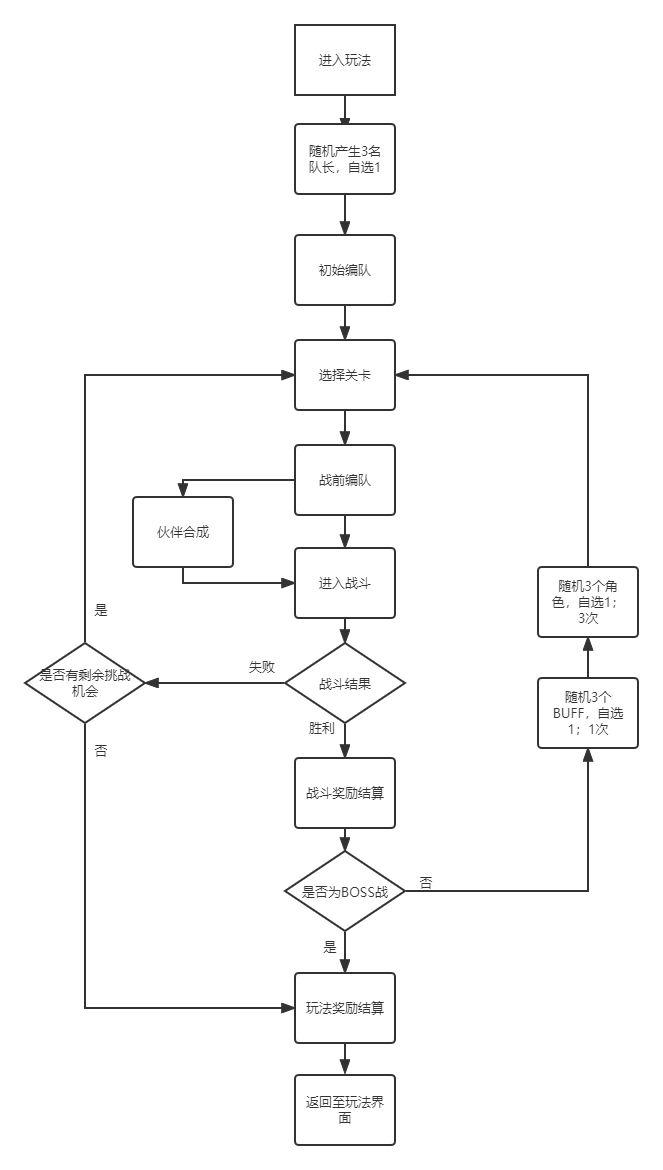 进入玩法
随机产生3名
队长，自选1
初始编队
选择关卡
战前编队
伙伴合成
进入战斗
随机3个角
色，自选1；
3次
是
失败
是否有剩余挑战
机会
战斗结果
随机3个
BUFF，自选
1；1次
胜利
否
战斗奖励结算
否
是否为BOSS战
是
玩法奖励结算
返回至玩法界
面